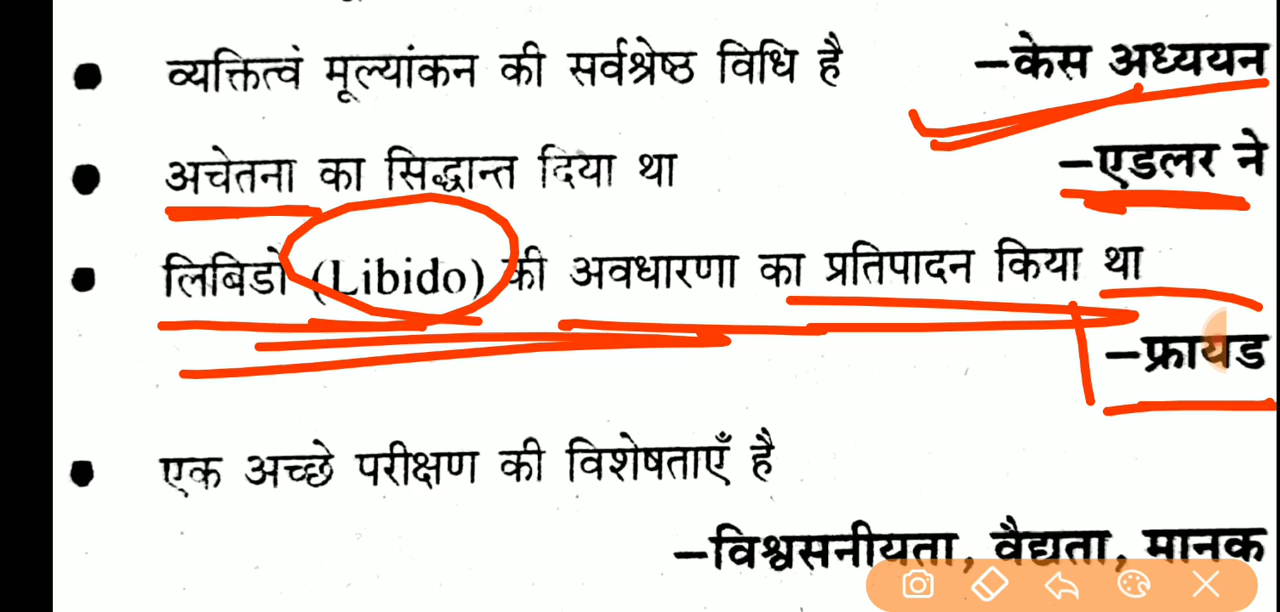 • व्यक्तित्वं मूल्यांकन की सर्वश्रेष्ठ विधि है –केस अध्ययन
• अचेतना का सिद्धान्त दिया था –एडलर ने
• लिबिडो (Libido) की अवधारणा का प्रतिपादन किया था
–फ्रायड
• एक अच्छे परीक्षण की विशेषताएँ है
–विश्वसनीयता, वैद्यता, मानक